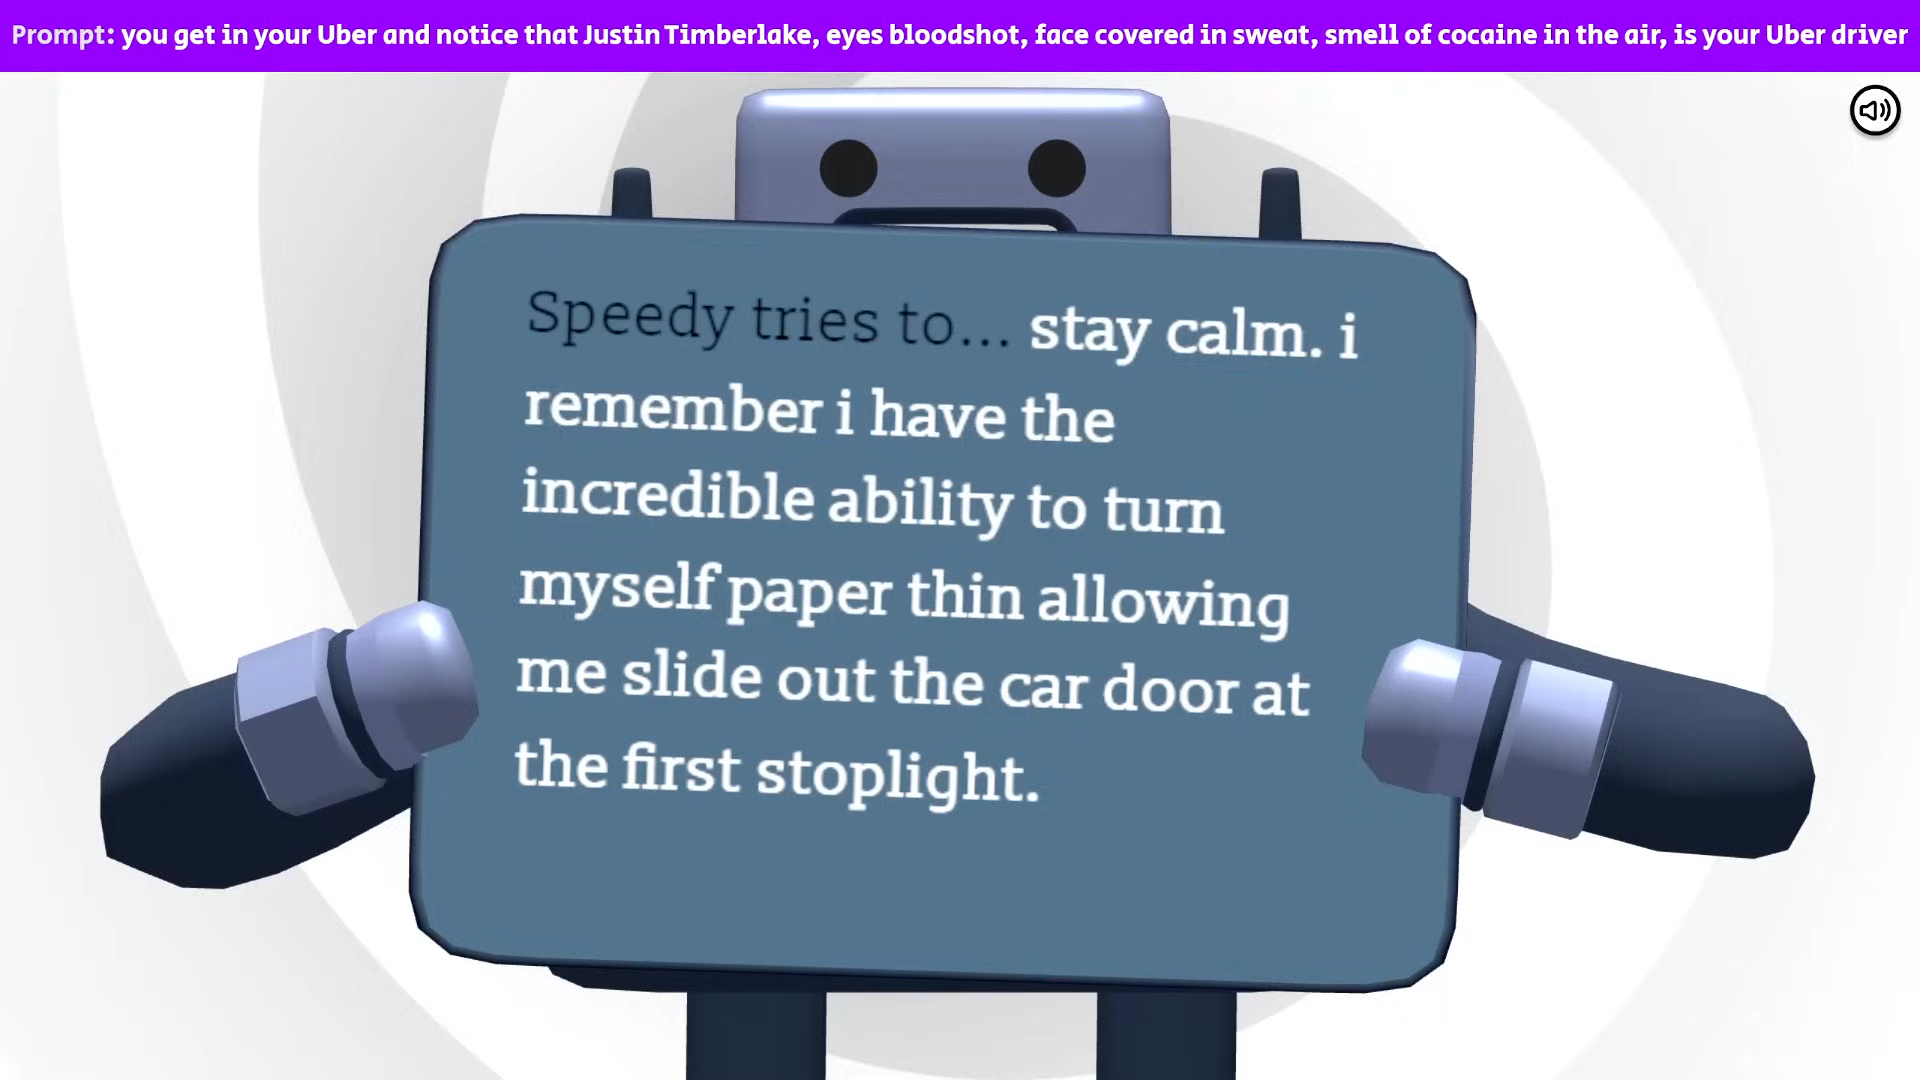 Prompt: you get in your Uber and notice that Justin Timberlake, eyes bloodshot, face covered in sweat, smell of cocaine in the air, is your Uber driver
Speedy tries to... stay calm. i
remember i have the
incredible ability to turn
myself paper thin allowing
me slide out the car door at
the first stoplight.